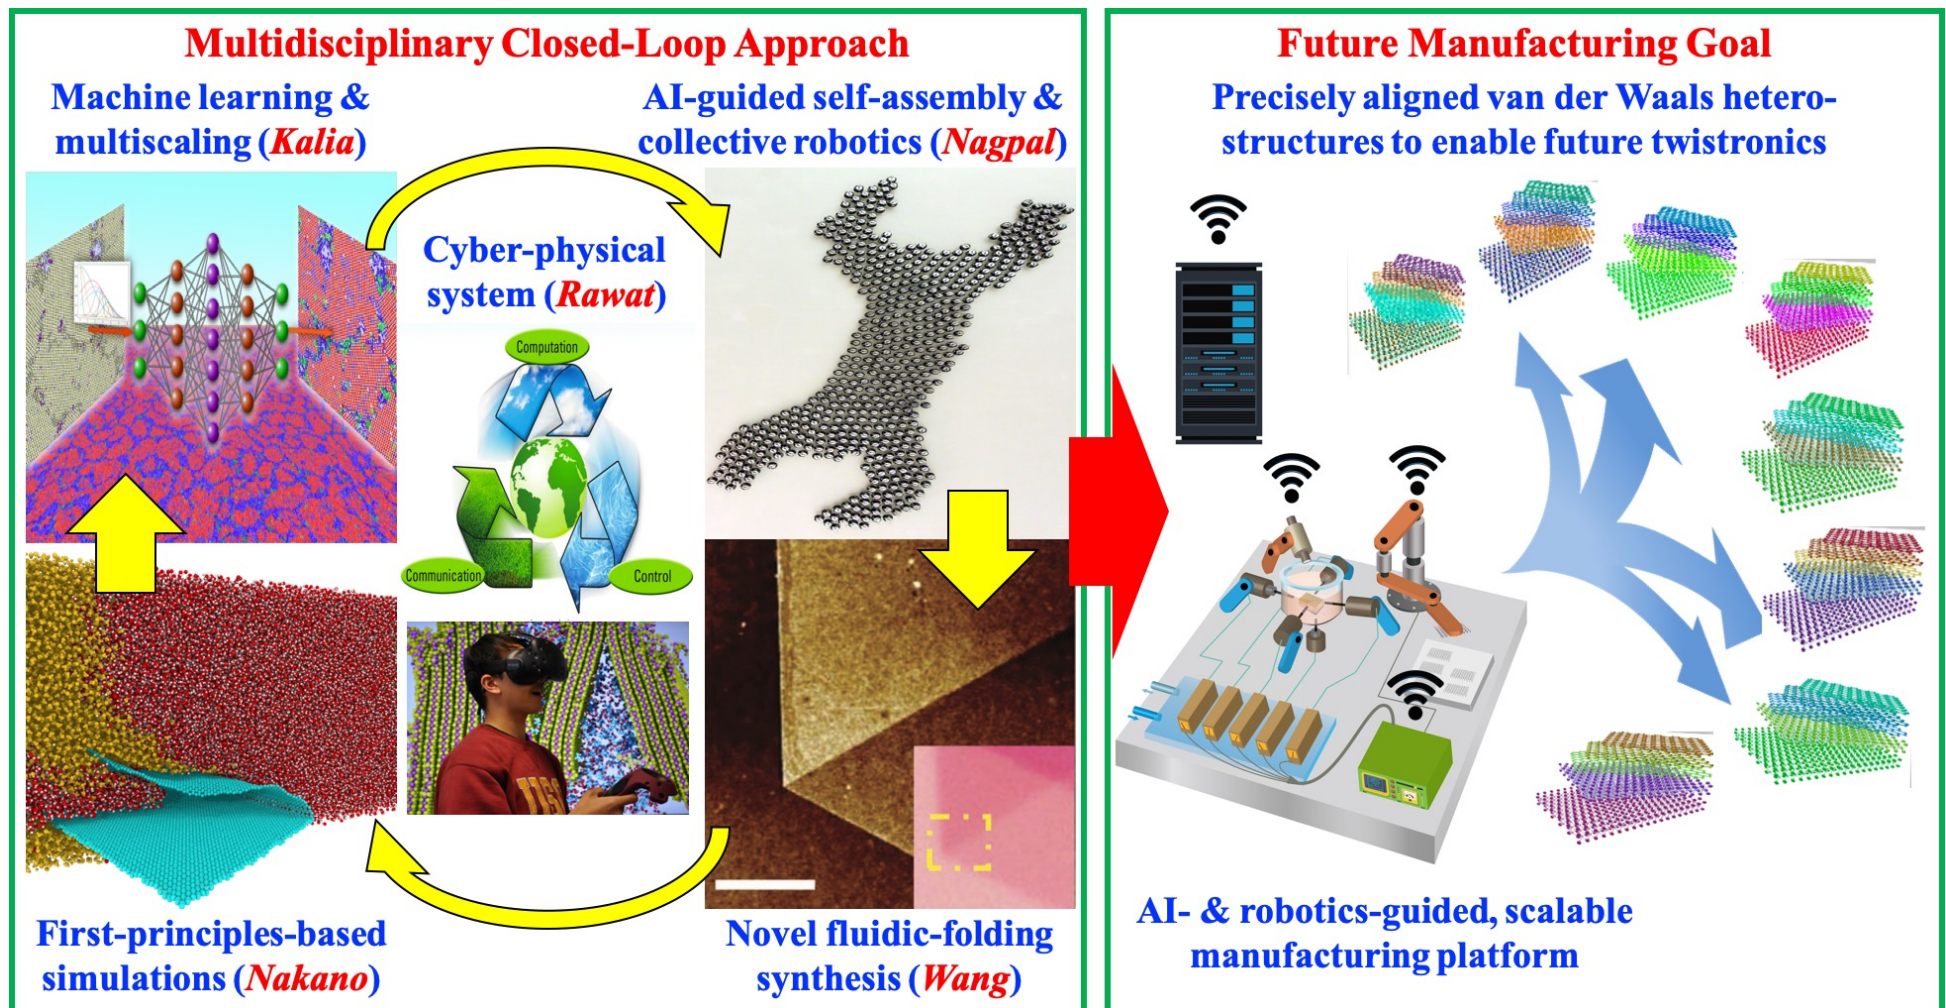 Multidisciplinary Closed-Loop Approach
Machine learning &
multiscaling (Kalia)
AI-guided self-assembly &
collective robotics (Nagpal)
Cyber-physical
system (Rawat)
Computation
Communication
Control
First-principles-based
simulations (Nakano)
Novel fluidic-folding
synthesis (Wang)
Future Manufacturing Goal
Precisely aligned van der Waals hetero-
structures to enable future twistronics
AI- & robotics-guided, scalable
manufacturing platform